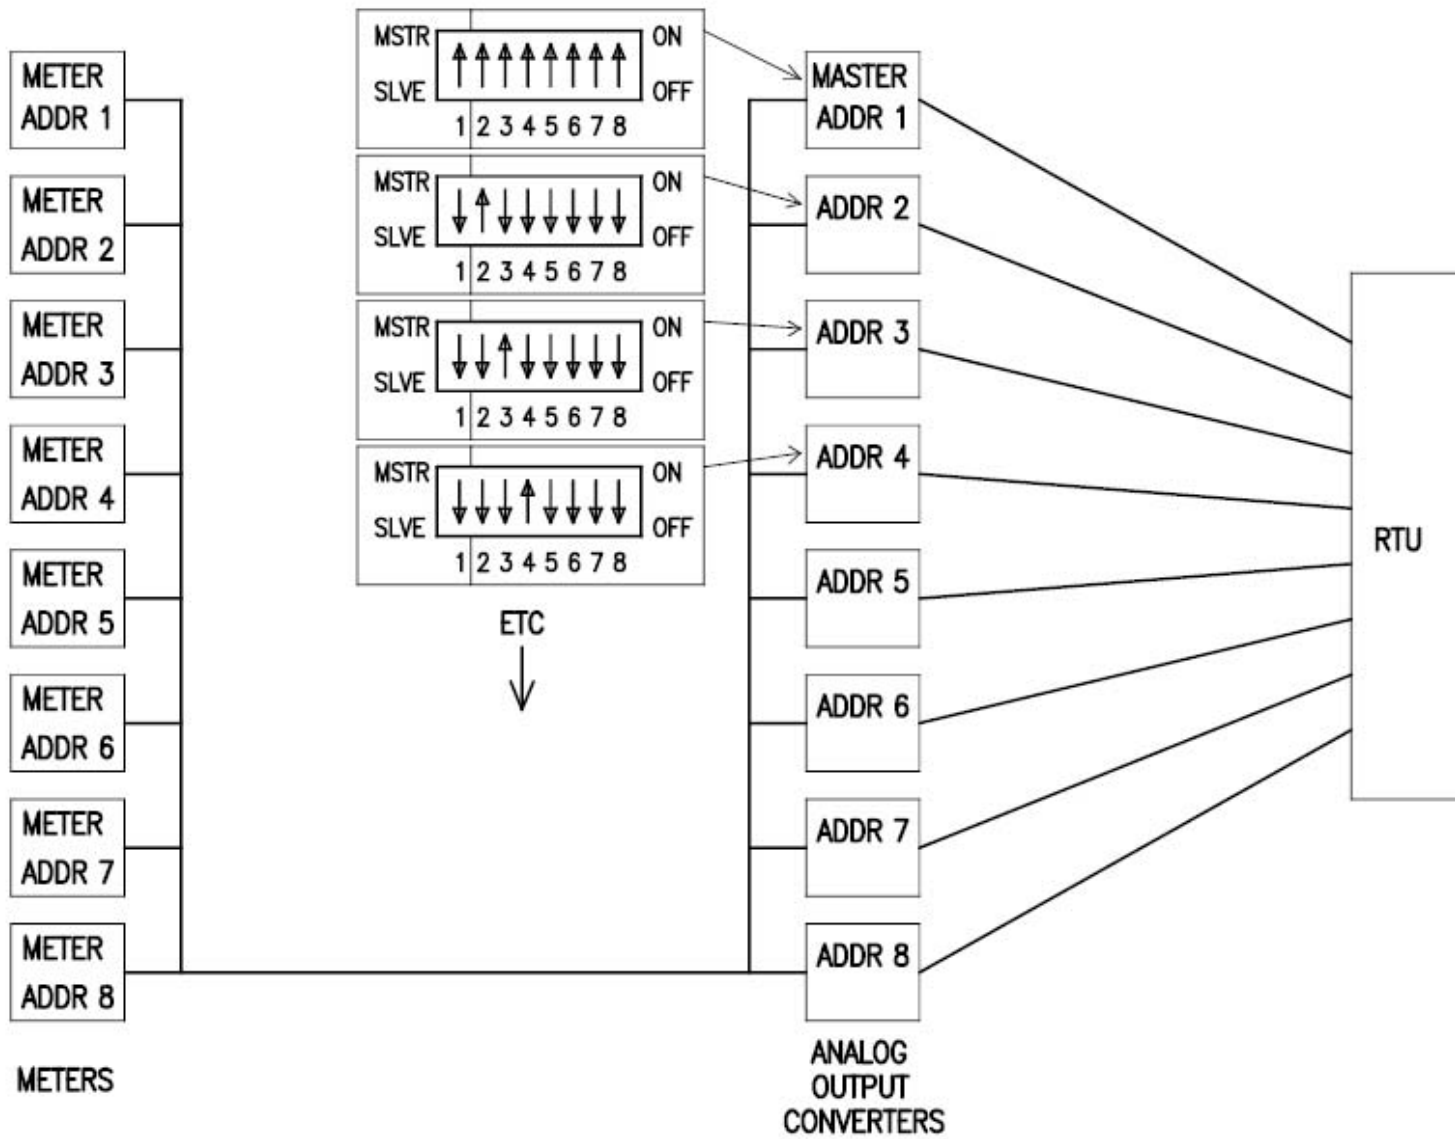 METER
ADDR 1
METER
ADDR 2
METER
ADDR 3
METER
ADDR 4
METER
ADDR 5
METER
ADDR 6
METER
ADDR 7
METER
ADDR 8
METERS
MSTR ON
SLVE OFF
1 2 3 4 5 6 7 8
MSTR ON
SLVE OFF
1 2 3 4 5 6 7 8
MSTR ON
SLVE OFF
1 2 3 4 5 6 7 8
MSTR ON
SLVE OFF
1 2 3 4 5 6 7 8
ETC
MASTER
ADDR 1
ADDR 2
ADDR 3
ADDR 4
ADDR 5
ADDR 6
ADDR 7
ADDR 8
ANALOG
OUTPUT
CONVERTERS
RTU